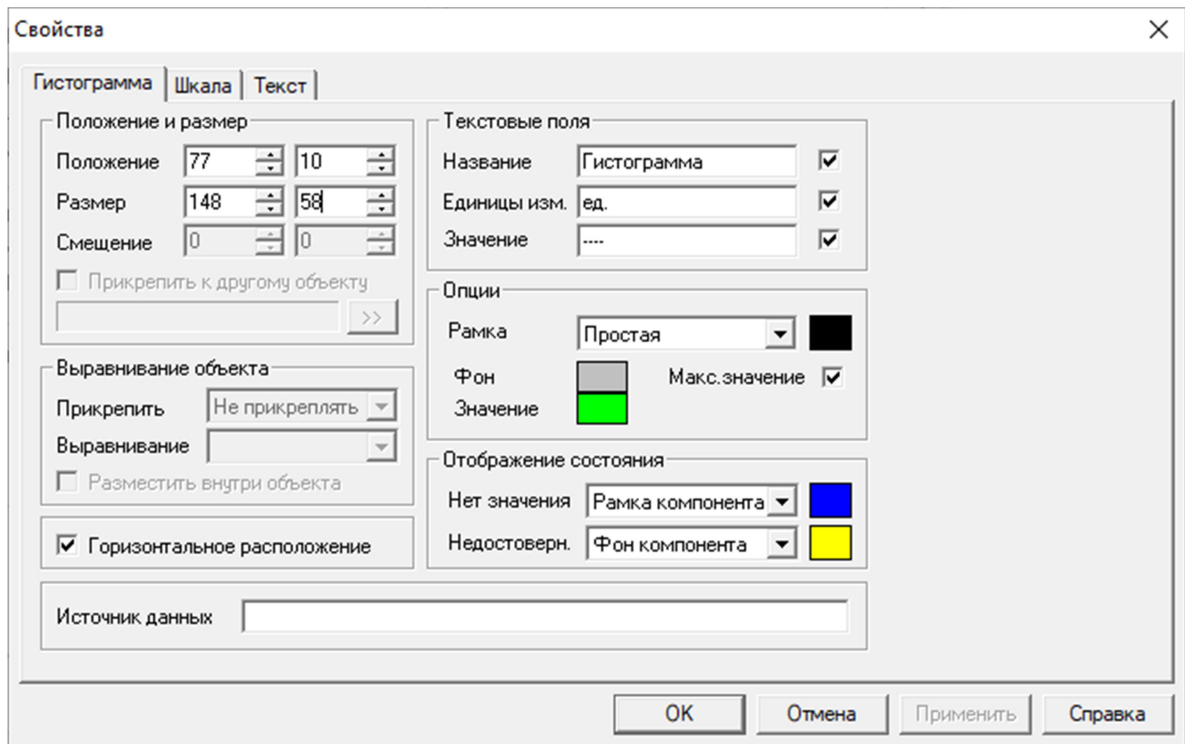 Свойства
Гистограмма Шкала Текст
Положение и размер
Положение 77 10
Размер 148 58
Смещение 0 0
Прикрепить к другому объекту
>>
Выравнивание объекта
Прикрепить Не прикреплять
Выравнивание
Разместить внутри объекта
Горизонтальное расположение
Текстовые поля
Название Гистограмма
Единицы изм. ед.
Значение ----
Опции
Рамка Простая
Фон Макс.значение
Значение
Отображение состояния
Нет значения Рамка компонента
Недостоверн. Фон компонента
Источник данных
OK Отмена Применить Справка